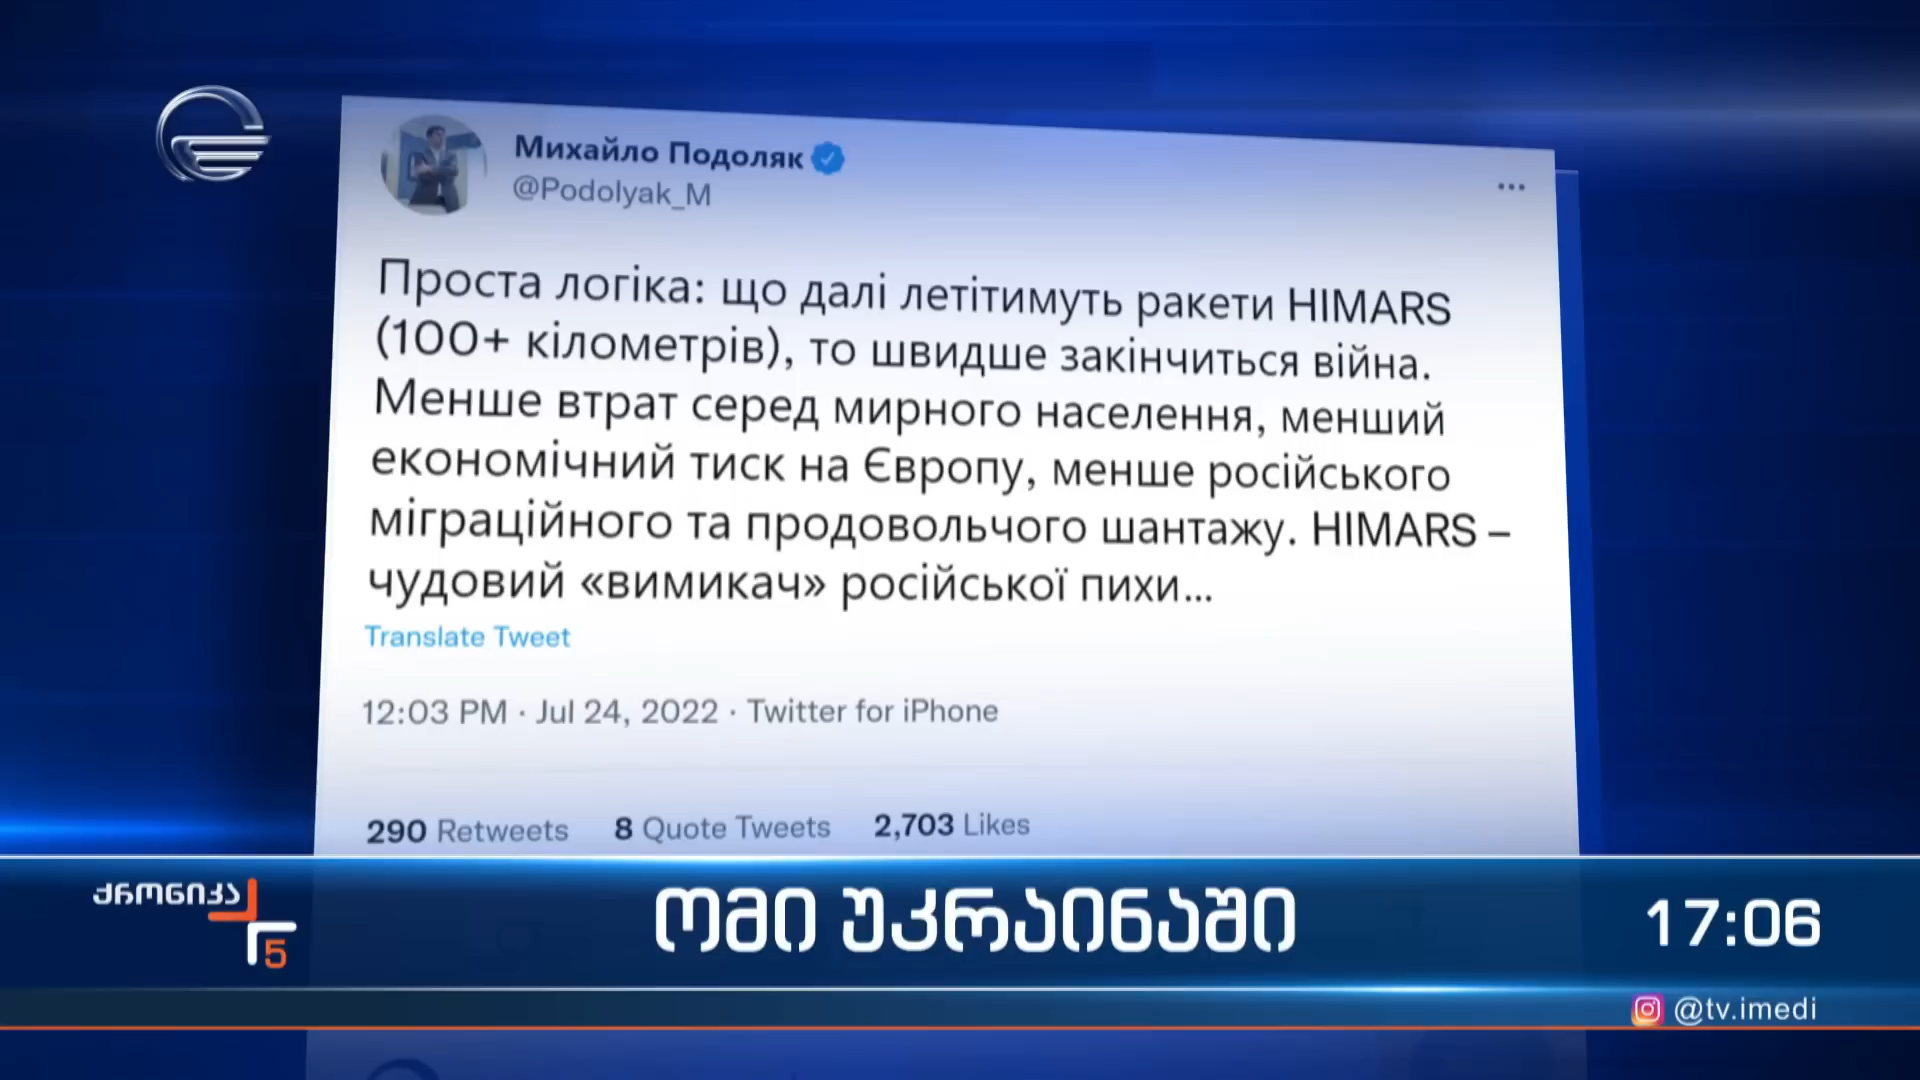 Михайло Подоляк
@Podolyak_M
Проста логіка: що далі летітимуть ракети HIMARS
(100+ кілометрів), то швидше закінчиться війна.
Менше втрат серед мирного населення, менший
економічний тиск на Європу, менше російського
міграційного та продовольчого шантажу. HIMARS –
чудовий «вимикач» російської пихи...
Translate Tweet
12:03 PM · Jul 24, 2022 · Twitter for iPhone
290 Retweets 8 Quote Tweets 2,703 Likes
ქრონიკა
5
ომი უკრაინაში
17:06
@tv.imedi